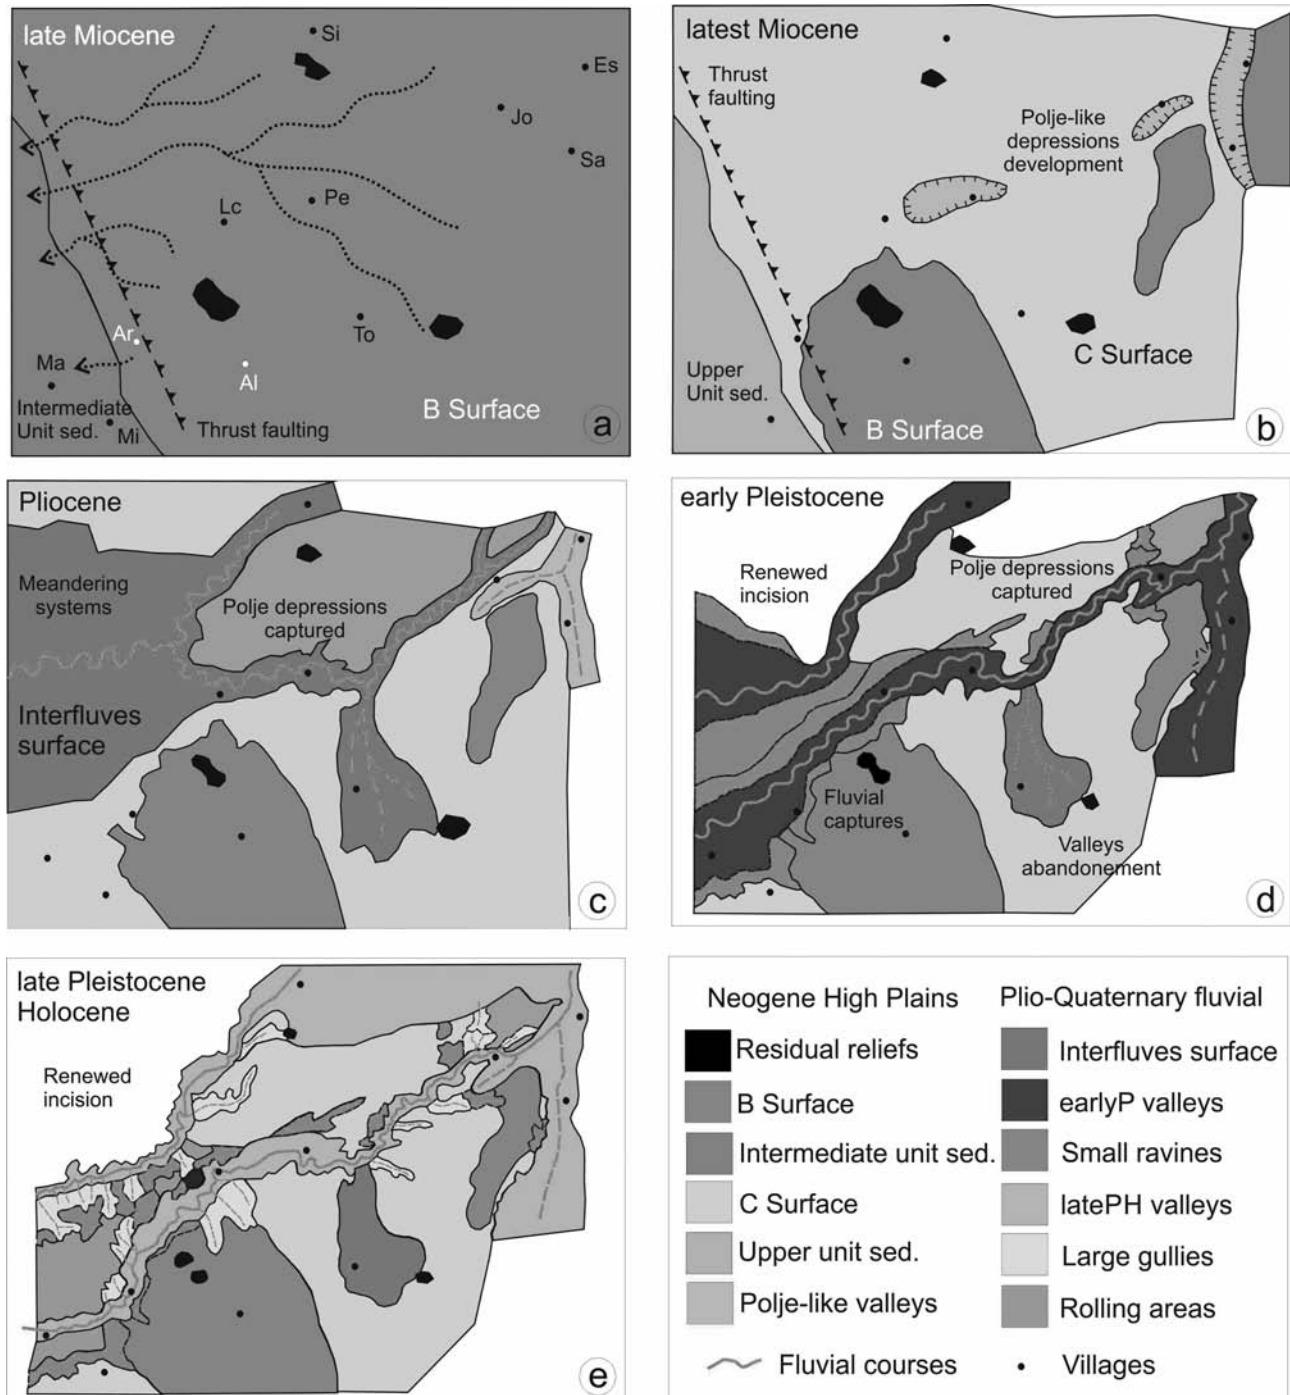 late Miocene
Si
Es
Jo
Sa
Lc
Pe
Ar
To
Ma
Al
Intermediate
Unit sed.
Mi
Thrust faulting
B Surface
a
latest Miocene
Thrust
faulting
Polje-like
depressions
development
C Surface
Upper
Unit sed.
B Surface
b
Pliocene
Meandering
systems
Polje depressions
captured
Interfluves
surface
c
early Pleistocene
Renewed
incision
Polje depressions
captured
Fluvial
captures
Valleys
abandonement
d
late Pleistocene
Holocene
Renewed
incision
e
Neogene High Plains
Residual reliefs
B Surface
Intermediate unit sed.
C Surface
Upper unit sed.
Polje-like valleys
Fluvial courses
Plio-Quaternary fluvial
Interfluves surface
earlyP valleys
Small ravines
latePH valleys
Large gullies
Rolling areas
Villages